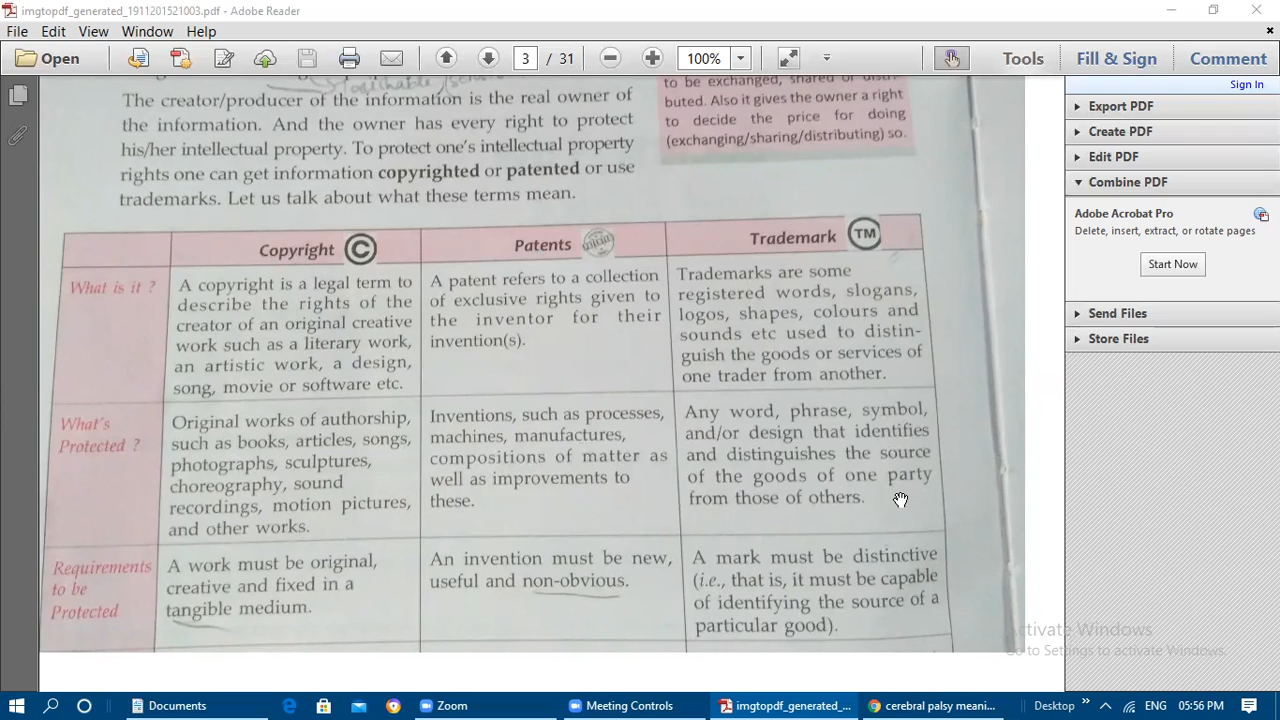 imgtopdf_generated_1911201521003.pdf - Adobe Reader
File Edit View Window Help
Open 3 / 31 100% Tools Fill & Sign Comment
Sign In
Export PDF
Create PDF
Edit PDF
Combine PDF
Adobe Acrobat Pro
Delete, insert, extract, or rotate pages
Start Now
Send Files
Store Files
to be exchanged, shared or distri-
buted. Also it gives the owner a right
to decide the price for doing
(exchanging/sharing/distributing) so.
The creator/producer of the information is the real owner of
the information. And the owner has every right to protect
his/her intellectual property. To protect one's intellectual property
rights one can get information copyrighted or patented or use
trademarks. Let us talk about what these terms mean.
Copyright C
Patents
Trademark TM
What is it ?
A copyright is a legal term to
describe the rights of the
creator of an original creative
work such as a literary work,
an artistic work, a design,
song, movie or software etc.
A patent refers to a collection
of exclusive rights given to
the inventor for their
invention(s).
Trademarks are some
registered words, slogans,
logos, shapes, colours and
sounds etc used to distin-
guish the goods or services of
one trader from another.
What's
Protected ?
Original works of authorship,
such as books, articles, songs,
photographs, sculptures,
choreography, sound
recordings, motion pictures,
and other works.
Inventions, such as processes,
machines, manufactures,
compositions of matter as
well as improvements to
these.
Any word, phrase, symbol,
and/or design that identifies
and distinguishes the source
of the goods of one party
from those of others.
Requirements
to be
Protected
A work must be original,
creative and fixed in a
tangible medium.
An invention must be new,
useful and non-obvious.
A mark must be distinctive
(i.e., that is, it must be capable
of identifying the source of a
particular good).
Activate Windows
Go to Settings to activate Windows.
Documents Zoom Meeting Controls imgtopdf_generated_... cerebral palsy meani... Desktop ENG 05:56 PM